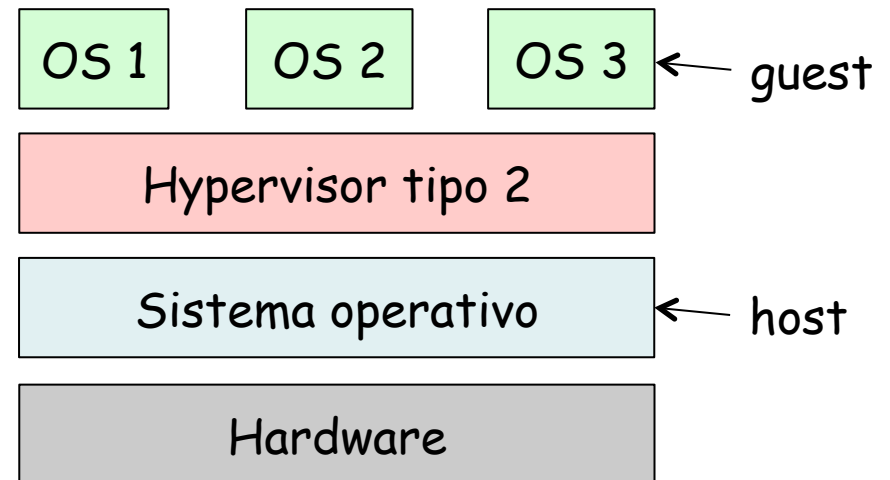 OS 1
OS 2
OS 3
guest
Hypervisor tipo 2
Sistema operativo
host
Hardware